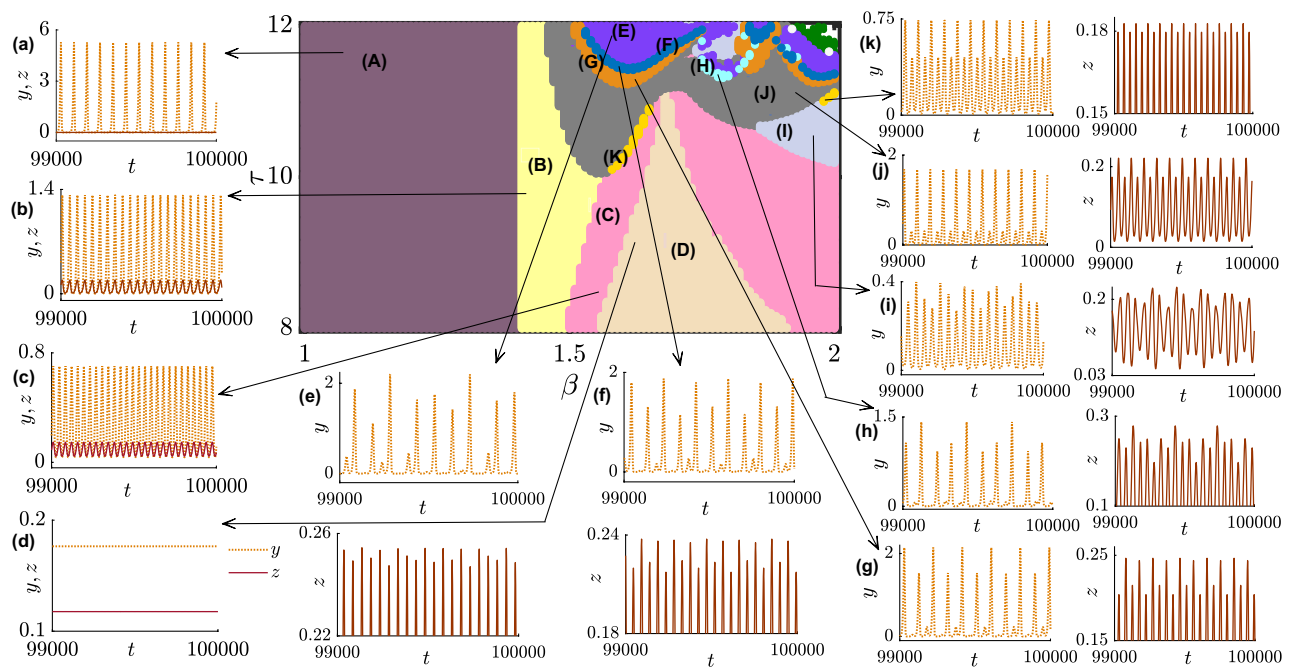 (a)
y, z
6
3
0
99000
t
100000
(b)
y, z
1.4
0
99000
t
100000
(c)
y, z
0.8
0
99000
t
100000
(d)
y, z
0.2
0.1
99000
t
100000
y
z
τ
12
10
8
1
1.5
2
β
(A)
(B)
(C)
(D)
(E)
(F)
(G)
(H)
(I)
(J)
(K)
(e)
y
2
0
99000
t
100000
z
0.26
0.22
99000
t
100000
(f)
y
2
0
99000
t
100000
z
0.24
0.18
99000
t
100000
(k)
y
0.75
0
99000
100000
z
0.18
0.15
99000
100000
(j)
y
2
0
99000
100000
z
0.2
0
99000
100000
(i)
y
0.4
0
99000
100000
z
0.2
0.03
99000
100000
(h)
y
1.5
0
99000
100000
z
0.3
0.1
99000
100000
(g)
y
2
0
99000
t
100000
z
0.25
0.15
99000
t
100000